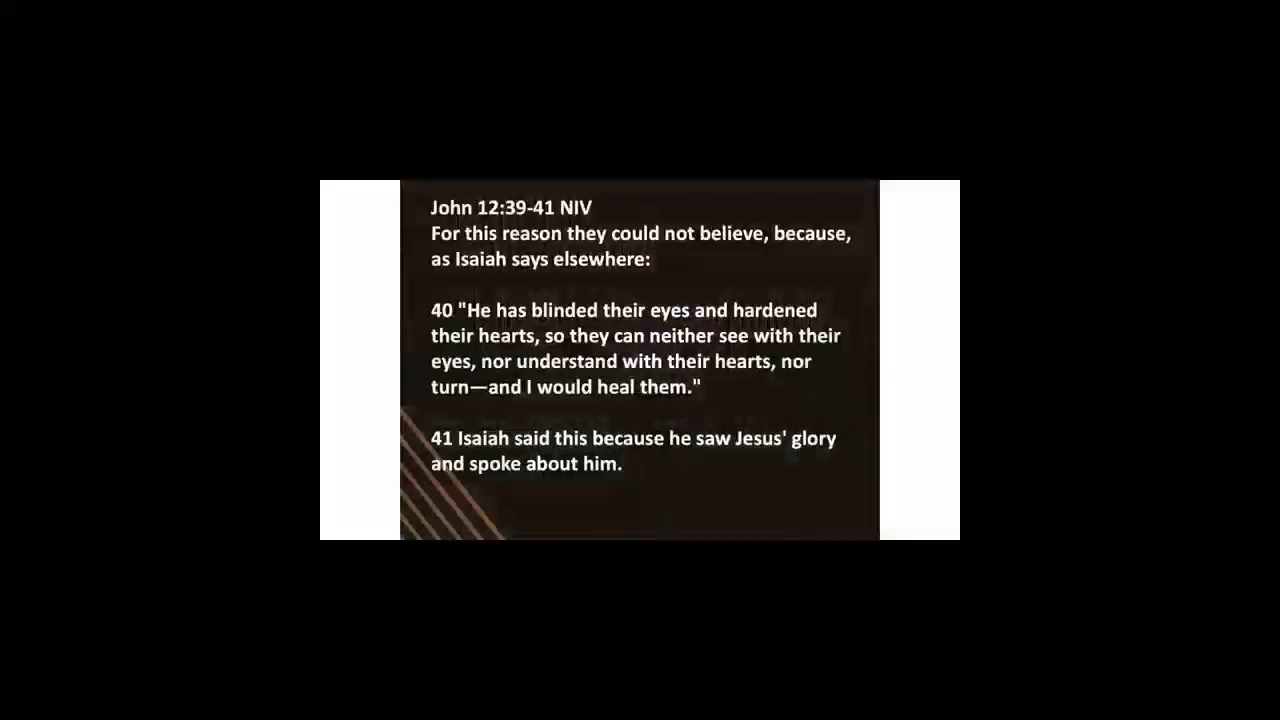 John 12:39-41 NIV
For this reason they could not believe, because,
as Isaiah says elsewhere:
40 "He has blinded their eyes and hardened
their hearts, so they can neither see with their
eyes, nor understand with their hearts, nor
turn—and I would heal them."
41 Isaiah said this because he saw Jesus' glory
and spoke about him.